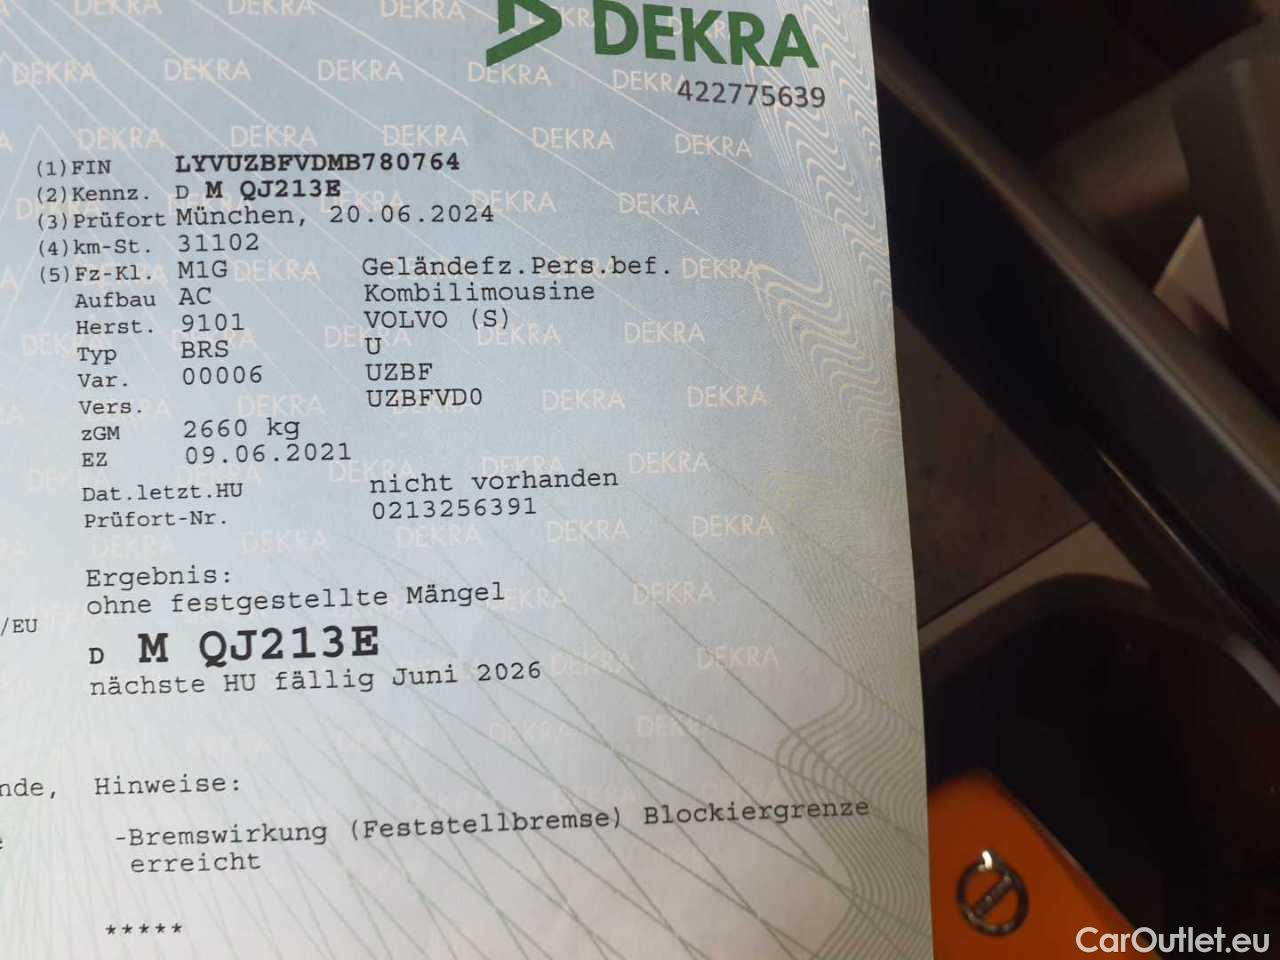 DEKRA
422775639
(1)FIN LYVUZBFVDMB780764
(2)Kennz. D M QJ213E
(3)Prüfort München, 20.06.2024
(4)km-St. 31102
(5)Fz-Kl. M1G Geländefz.Pers.bef.
Aufbau AC Kombilimousine
Herst. 9101 VOLVO (S)
Typ BRS U
Var. 00006 UZBF
Vers. UZBFVD0
zGM 2660 kg
EZ 09.06.2021
Dat.letzt.HU nicht vorhanden
Prüfort-Nr. 0213256391
Ergebnis:
ohne festgestellte Mängel
/EU
D M QJ213E
nächste HU fällig Juni 2026
nde, Hinweise:
-Bremswirkung (Feststellbremse) Blockiergrenze
erreicht
*****
CarOutlet.eu